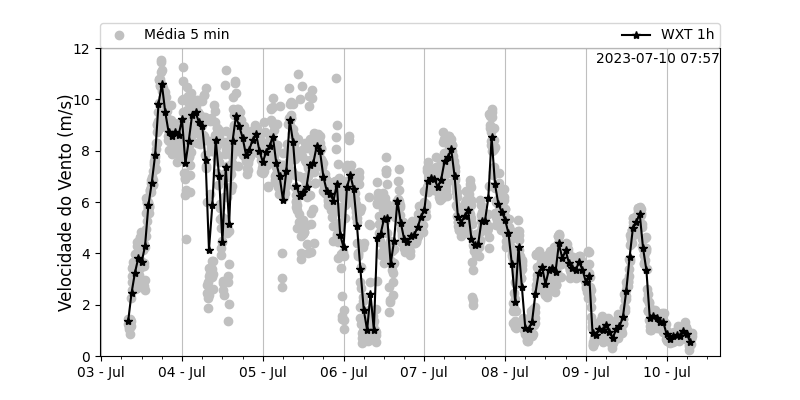 Média 5 min
WXT 1h
2023-07-10 07:57
Velocidade do Vento (m/s)
12
10
8
6
4
2
0
03 - Jul
04 - Jul
05 - Jul
06 - Jul
07 - Jul
08 - Jul
09 - Jul
10 - Jul